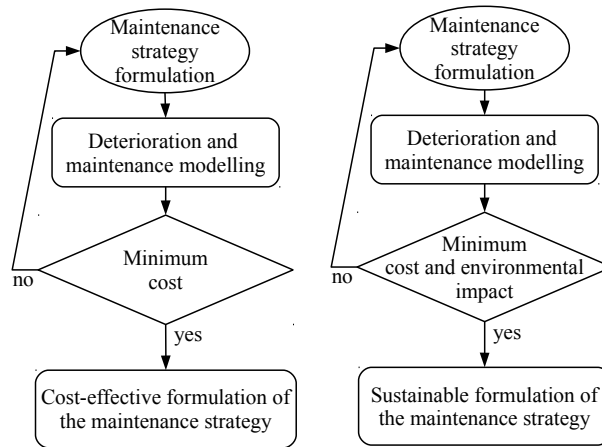 Maintenance
strategy
formulation
Deterioration and
maintenance modelling
Minimum
cost
no
yes
Cost-effective formulation of
the maintenance strategy
Maintenance
strategy
formulation
Deterioration and
maintenance modelling
Minimum
cost and environmental
impact
no
yes
Sustainable formulation of
the maintenance strategy